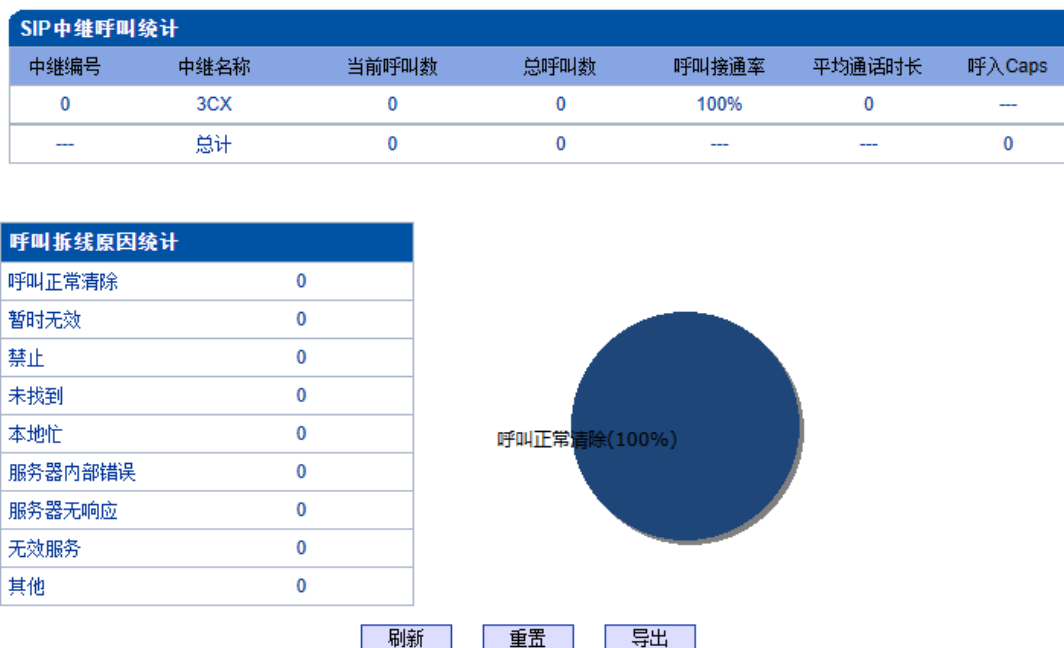 SIP中继呼叫统计
中继编号 中继名称 当前呼叫数 总呼叫数 呼叫接通率 平均通话时长 呼入Caps
0 3CX 0 0 100% 0 ---
--- 总计 0 0 --- --- 0
呼叫拆线原因统计
呼叫正常清除 0
暂时无效 0
禁止 0
未找到 0
本地忙 0
呼叫正常清除(100%)
服务器内部错误 0
服务器无响应 0
无效服务 0
其他 0
刷新 重置 导出